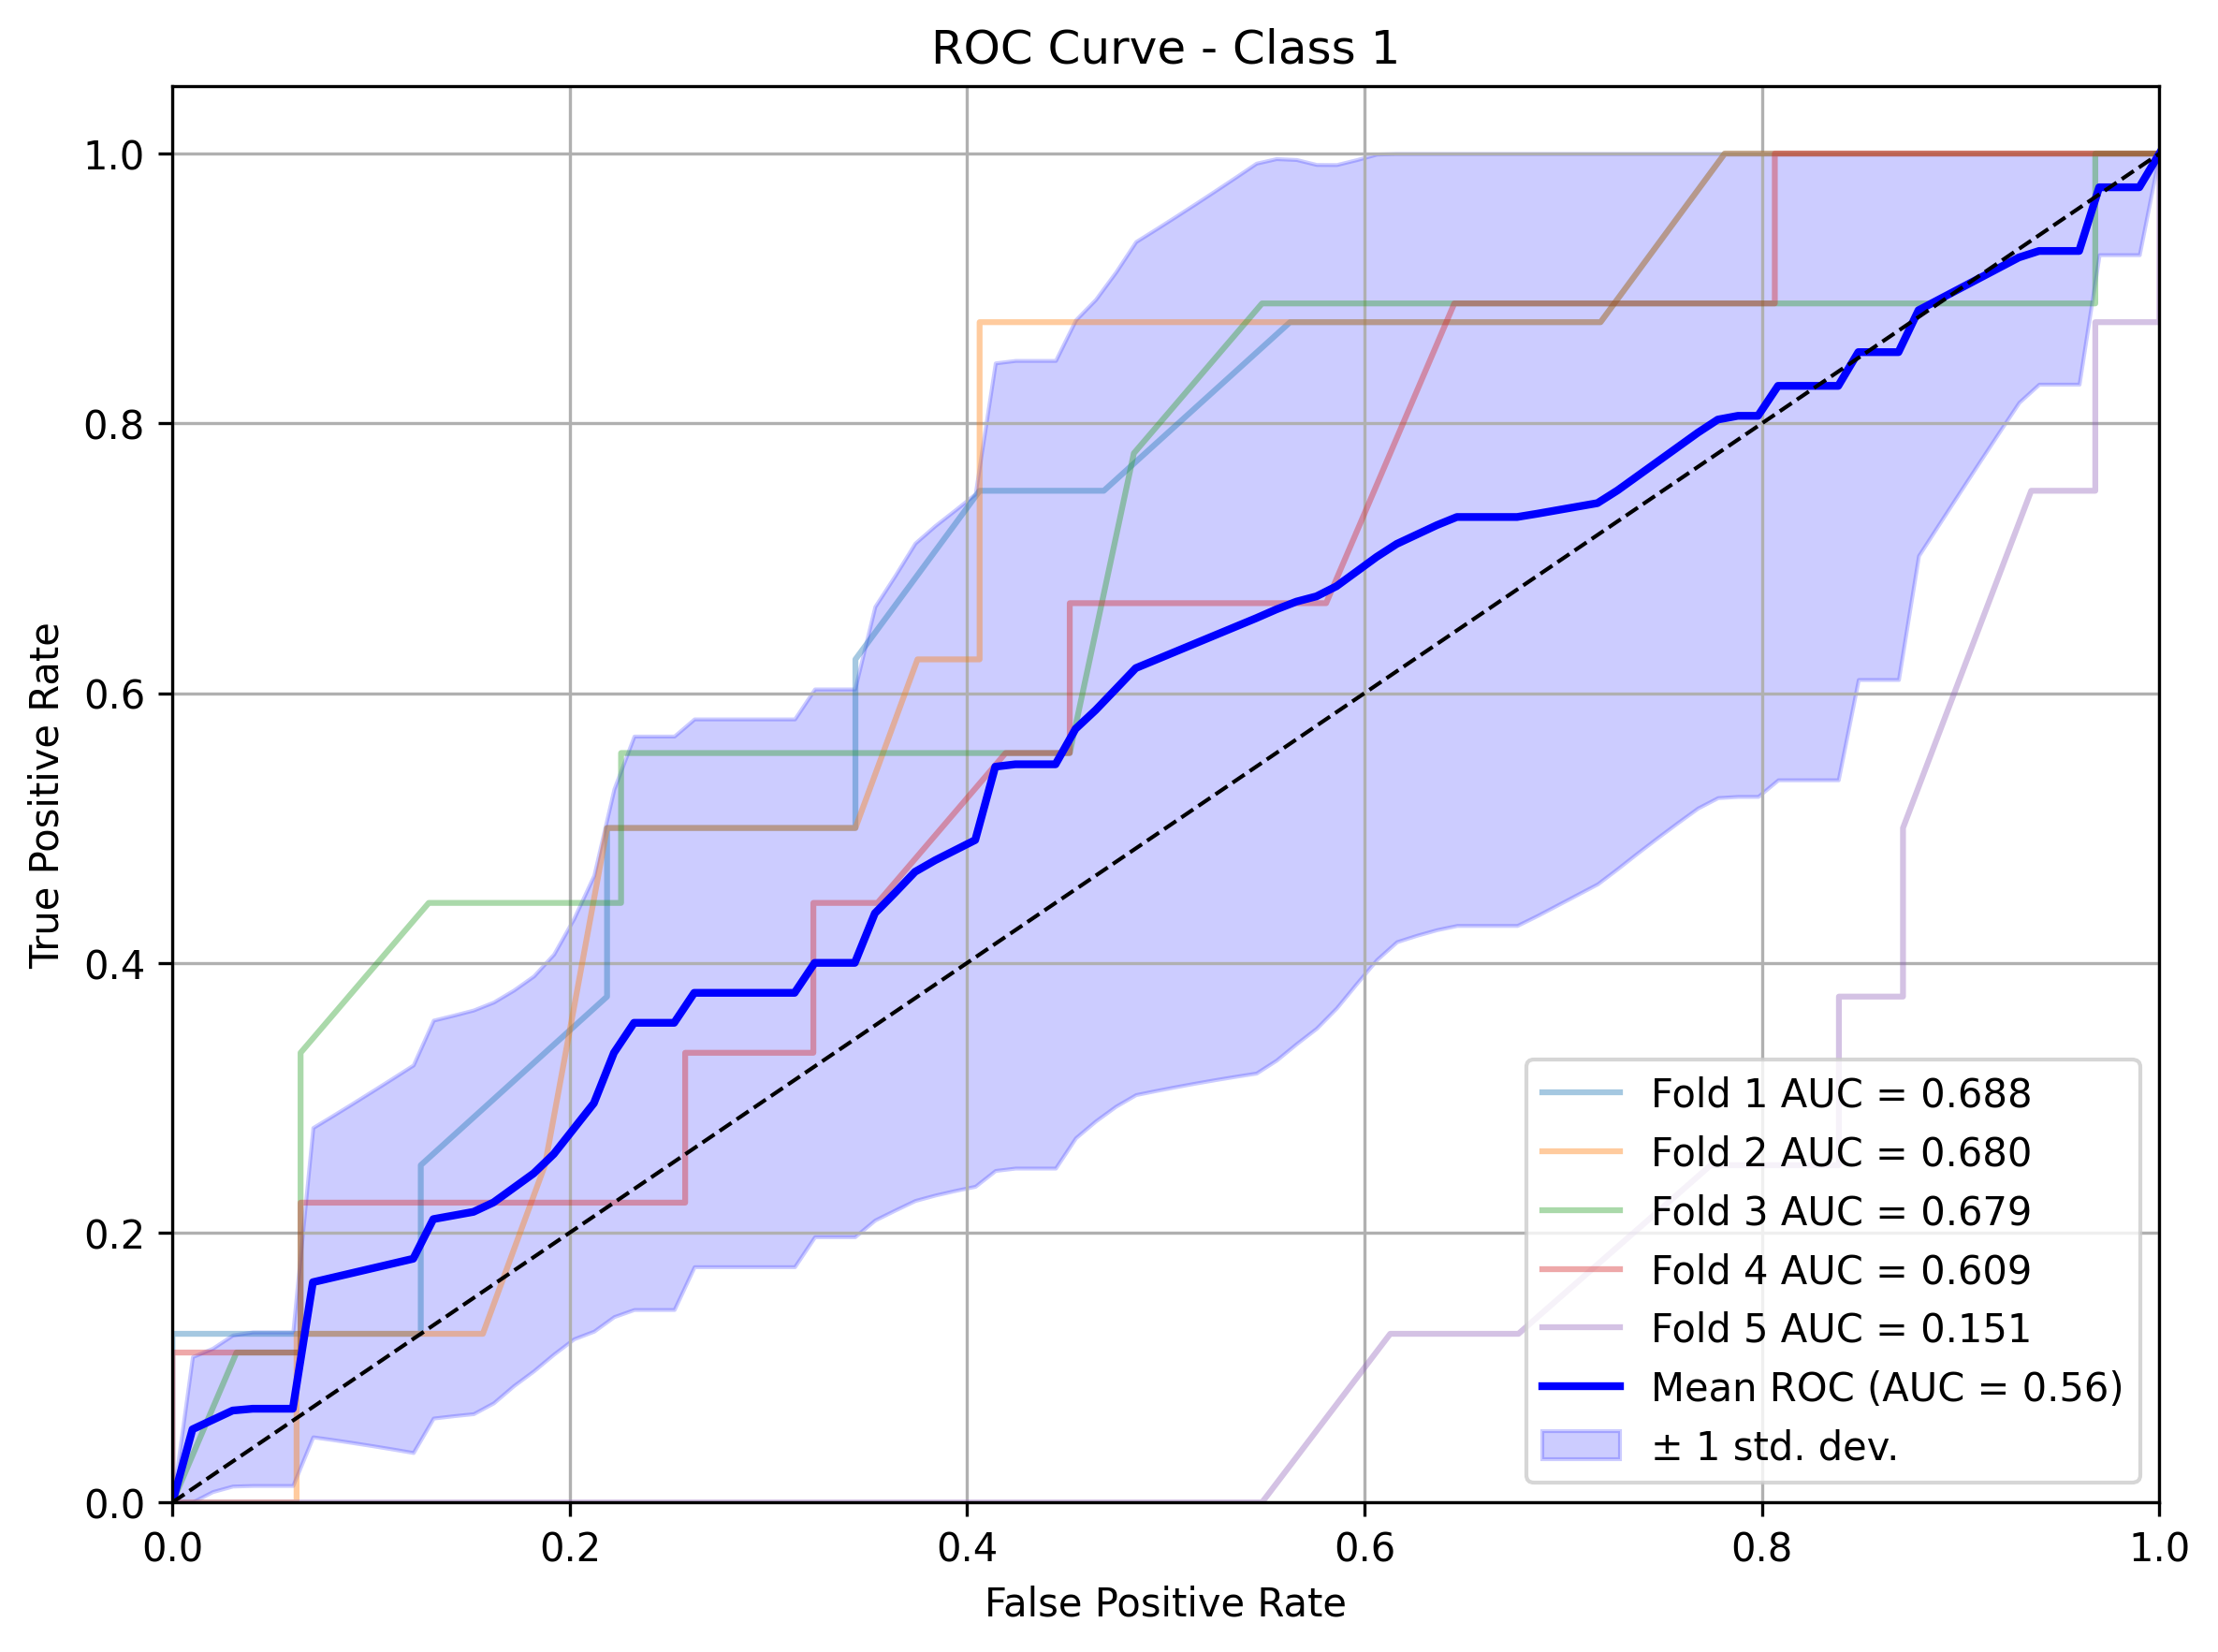 ROC Curve - Class 1
True Positive Rate
1.0
0.8
0.6
0.4
0.2
0.0
0.0 0.2 0.4 0.6 0.8 1.0
False Positive Rate
Fold 1 AUC = 0.688
Fold 2 AUC = 0.680
Fold 3 AUC = 0.679
Fold 4 AUC = 0.609
Fold 5 AUC = 0.151
Mean ROC (AUC = 0.56)
± 1 std. dev.